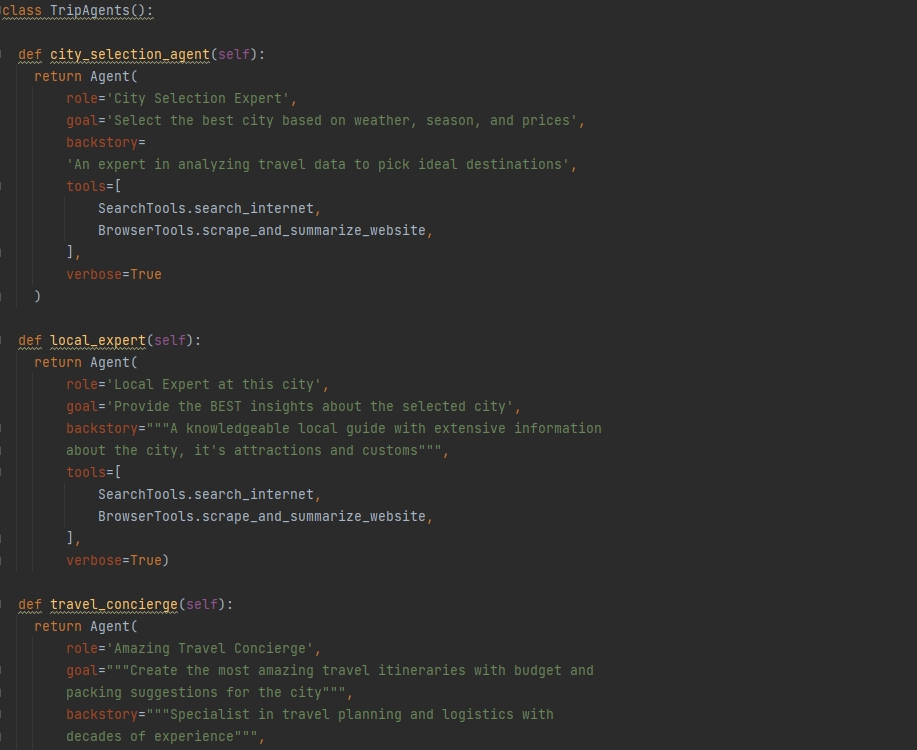 class TripAgents():
def city_selection_agent(self):
return Agent(
role='City Selection Expert',
goal='Select the best city based on weather, season, and prices',
backstory=
'An expert in analyzing travel data to pick ideal destinations',
tools=[
SearchTools.search_internet,
BrowserTools.scrape_and_summarize_website,
],
verbose=True
)
def local_expert(self):
return Agent(
role='Local Expert at this city',
goal='Provide the BEST insights about the selected city',
backstory="""A knowledgeable local guide with extensive information
about the city, it's attractions and customs""",
tools=[
SearchTools.search_internet,
BrowserTools.scrape_and_summarize_website,
],
verbose=True)
def travel_concierge(self):
return Agent(
role='Amazing Travel Concierge',
goal="""Create the most amazing travel itineraries with budget and
packing suggestions for the city""",
backstory="""Specialist in travel planning and logistics with
decades of experience""",